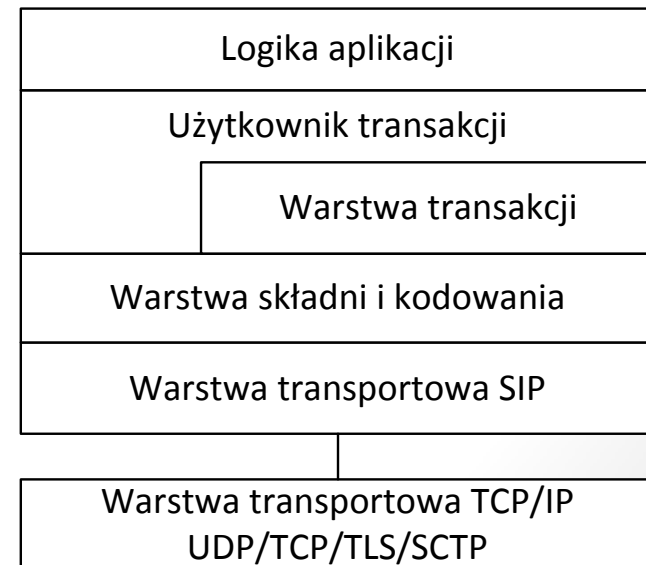 Logika aplikacji
Użytkownik transakcji
Warstwa transakcji
Warstwa składni i kodowania
Warstwa transportowa SIP
Warstwa transportowa TCP/IP
UDP/TCP/TLS/SCTP